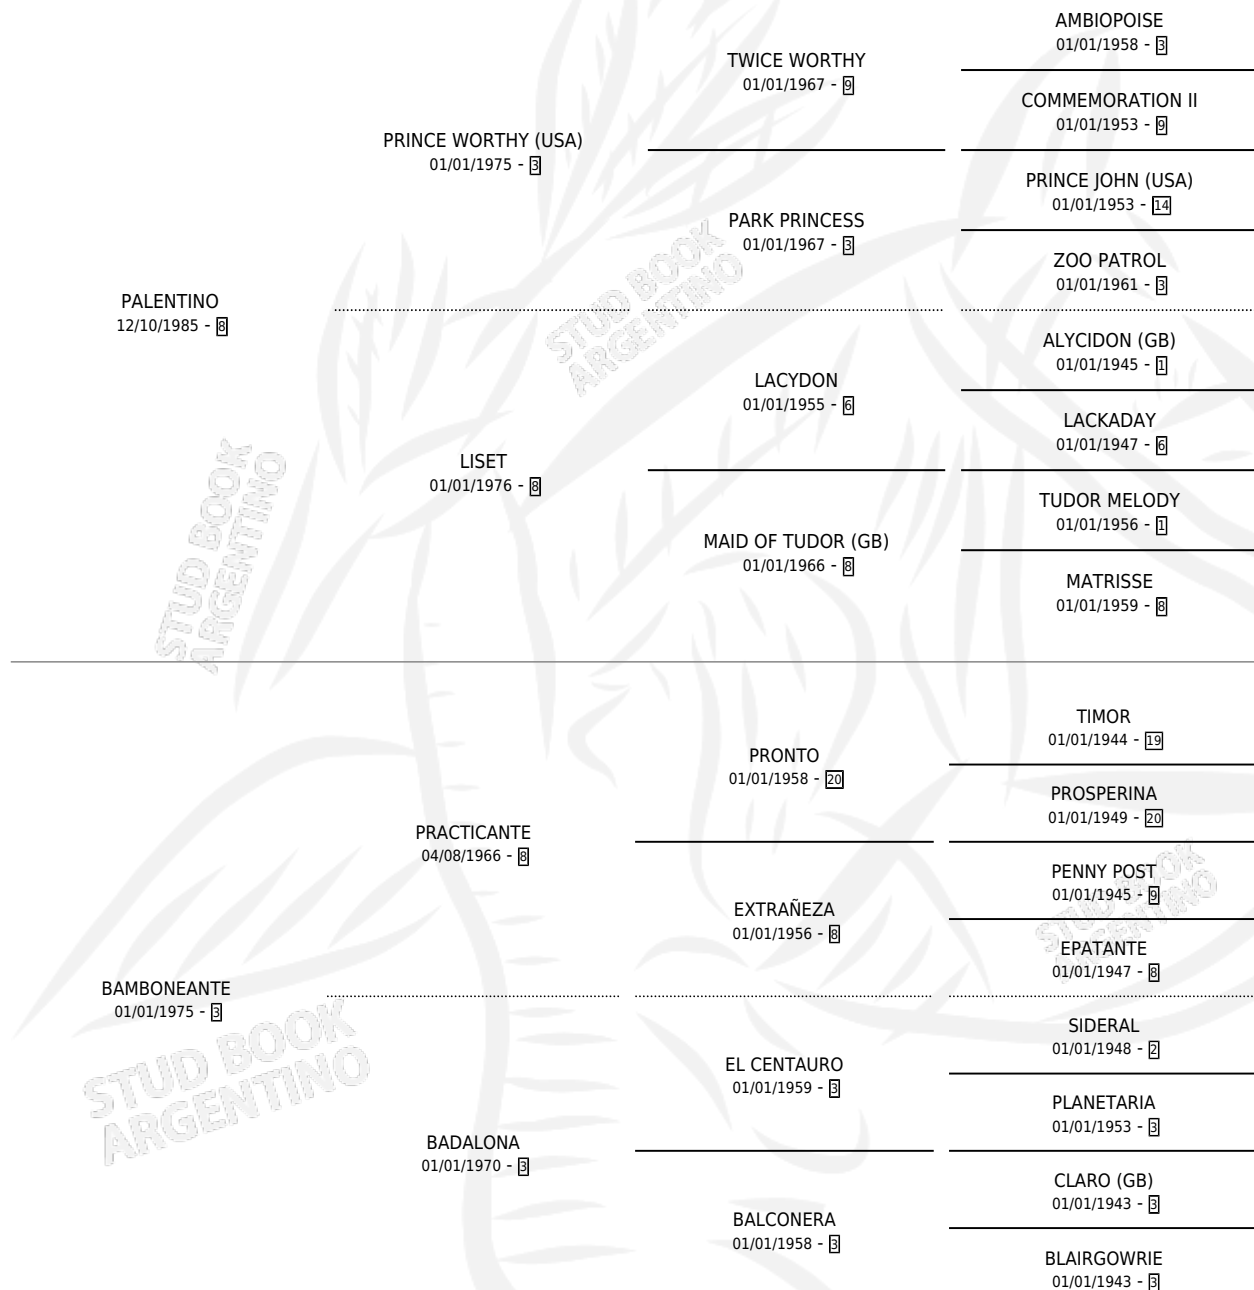 AMBIOPOISE
01/01/1958 - 3
TWICE WORTHY
01/01/1967 - 9
COMMEMORATION II
01/01/1953 - 9
PRINCE WORTHY (USA)
01/01/1975 - 3
PRINCE JOHN (USA)
01/01/1953 - 14
PARK PRINCESS
01/01/1967 - 3
ZOO PATROL
01/01/1961 - 3
PALENTINO
12/10/1985 - 8
ALYCIDON (GB)
01/01/1945 - 1
LACYDON
01/01/1955 - 6
LACKADAY
01/01/1947 - 6
LISET
01/01/1976 - 8
TUDOR MELODY
01/01/1956 - 1
MAID OF TUDOR (GB)
01/01/1966 - 8
MATRISSE
01/01/1959 - 8
TIMOR
01/01/1944 - 19
PRONTO
01/01/1958 - 20
PROSPERINA
01/01/1949 - 20
PRACTICANTE
04/08/1966 - 8
PENNY POST
01/01/1945 - 9
EXTRAÑEZA
01/01/1956 - 8
EPATANTE
01/01/1947 - 8
BAMBONEANTE
01/01/1975 - 3
SIDERAL
01/01/1948 - 2
EL CENTAURO
01/01/1959 - 3
PLANETARIA
01/01/1953 - 3
BADALONA
01/01/1970 - 3
CLARO (GB)
01/01/1943 - 3
BALCONERA
01/01/1958 - 3
BLAIRGOWRIE
01/01/1943 - 3
STUD BOOK
ARGENTINO
STUD BOOK
ARGENTINO
STUD BOOK
ARGENTINO
STUD BOOK
ARGENTINO